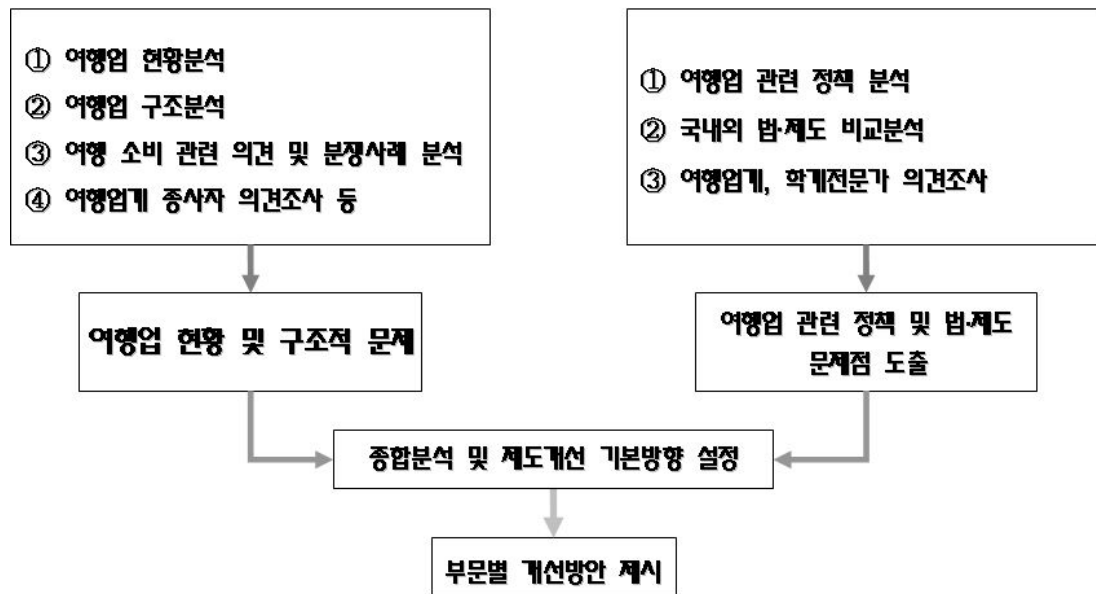 ① 여행업 현황분석
② 여행업 구조분석
③ 여행 소비 관련 의견 및 분쟁사례 분석
④ 여행업계 종사자 의견조사 등
① 여행업 관련 정책 분석
② 국내외 법·제도 비교분석
③ 여행업계, 학계전문가 의견조사
여행업 현황 및 구조적 문제
여행업 관련 정책 및 법·제도
문제점 도출
종합분석 및 제도개선 기본방향 설정
부문별 개선방안 제시